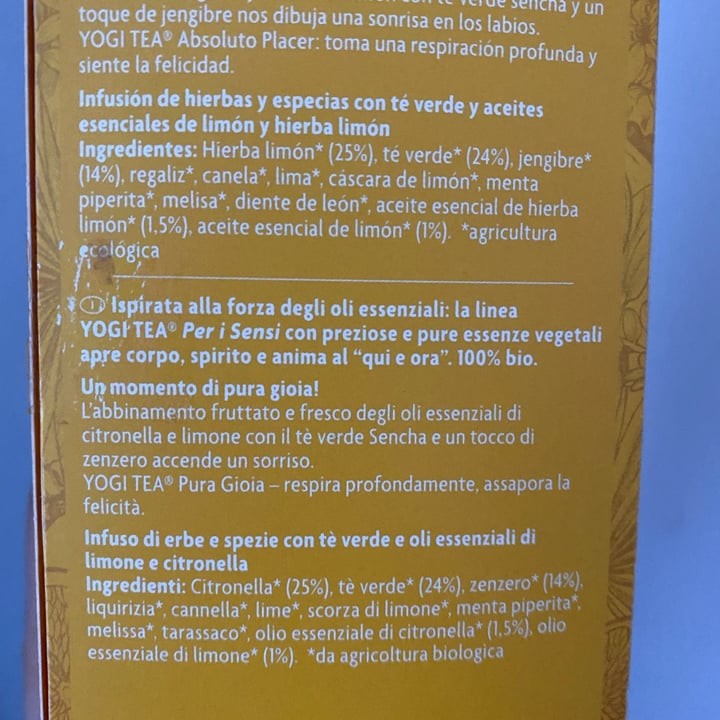 té verde sencha y un
toque de jengibre nos dibuja una sonrisa en los labios.
YOGI TEA® Absoluto Placer: toma una respiración profunda y
siente la felicidad.
Infusión de hierbas y especias con té verde y aceites
esenciales de limón y hierba limón
Ingredientes: Hierba limón* (25%), té verde* (24%), jengibre*
(14%), regaliz*, canela*, lima*, cáscara de limón*, menta
piperita*, melisa*, diente de león*, aceite esencial de hierba
limón* (1,5%), aceite esencial de limón* (1%). *agricultura
ecológica
I Ispirata alla forza degli oli essenziali: la linea
YOGI TEA® Per i Sensi con preziose e pure essenze vegetali
apre corpo, spirito e anima al “qui e ora”. 100% bio.
Un momento di pura gioia!
L’abbinamento fruttato e fresco degli oli essenziali di
citronella e limone con il tè verde Sencha e un tocco di
zenzero accende un sorriso.
YOGI TEA® Pura Gioia – respira profondamente, assapora la
felicità.
Infuso di erbe e spezie con tè verde e oli essenziali di
limone e citronella
Ingredienti: Citronella* (25%), tè verde* (24%), zenzero* (14%),
liquirizia*, cannella*, lime*, scorza di limone*, menta piperita*,
melissa*, tarassaco*, olio essenziale di citronella* (1,5%), olio
essenziale di limone* (1%). *da agricoltura biologica